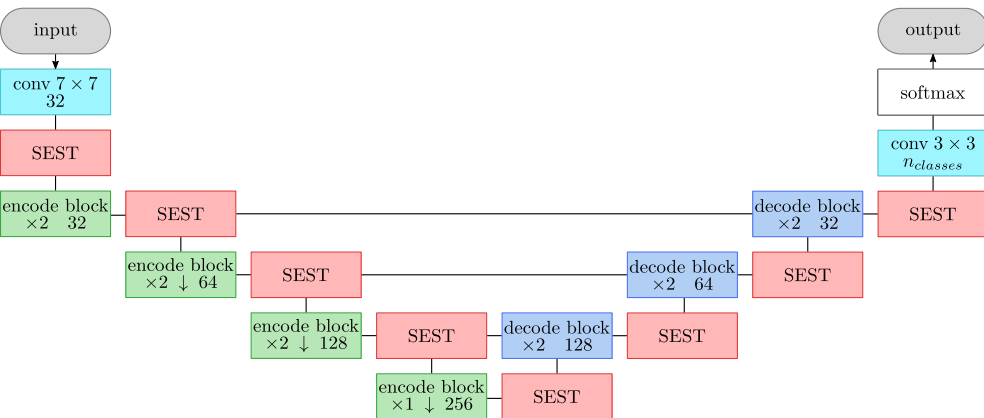 input
output
conv 7 × 7
32
softmax
SEST
conv 3 × 3
n_{classes}
encode block
×2 32
SEST
decode block
×2 32
SEST
encode block
×2 ↓ 64
SEST
decode block
×2 64
SEST
encode block
×2 ↓ 128
SEST
decode block
×2 128
SEST
encode block
×1 ↓ 256
SEST